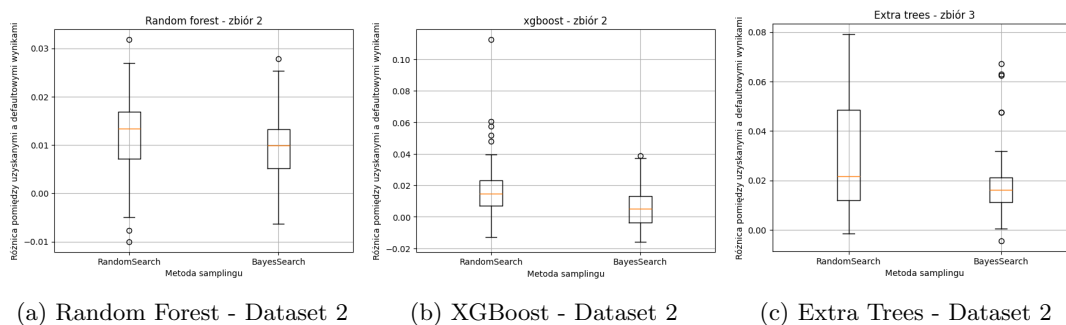 Random forest - zbiór 2
Różnica pomiędzy uzyskanymi a defaultowymi wynikami
0.03
0.02
0.01
0.00
−0.01
RandomSearch BayesSearch
Metoda samplingu
(a) Random Forest - Dataset 2
xgboost - zbiór 2
Różnica pomiędzy uzyskanymi a defaultowymi wynikami
0.10
0.08
0.06
0.04
0.02
0.00
−0.02
RandomSearch BayesSearch
Metoda samplingu
(b) XGBoost - Dataset 2
Extra trees - zbiór 3
Różnica pomiędzy uzyskanymi a defaultowymi wynikami
0.08
0.06
0.04
0.02
0.00
RandomSearch BayesSearch
Metoda samplingu
(c) Extra Trees - Dataset 2